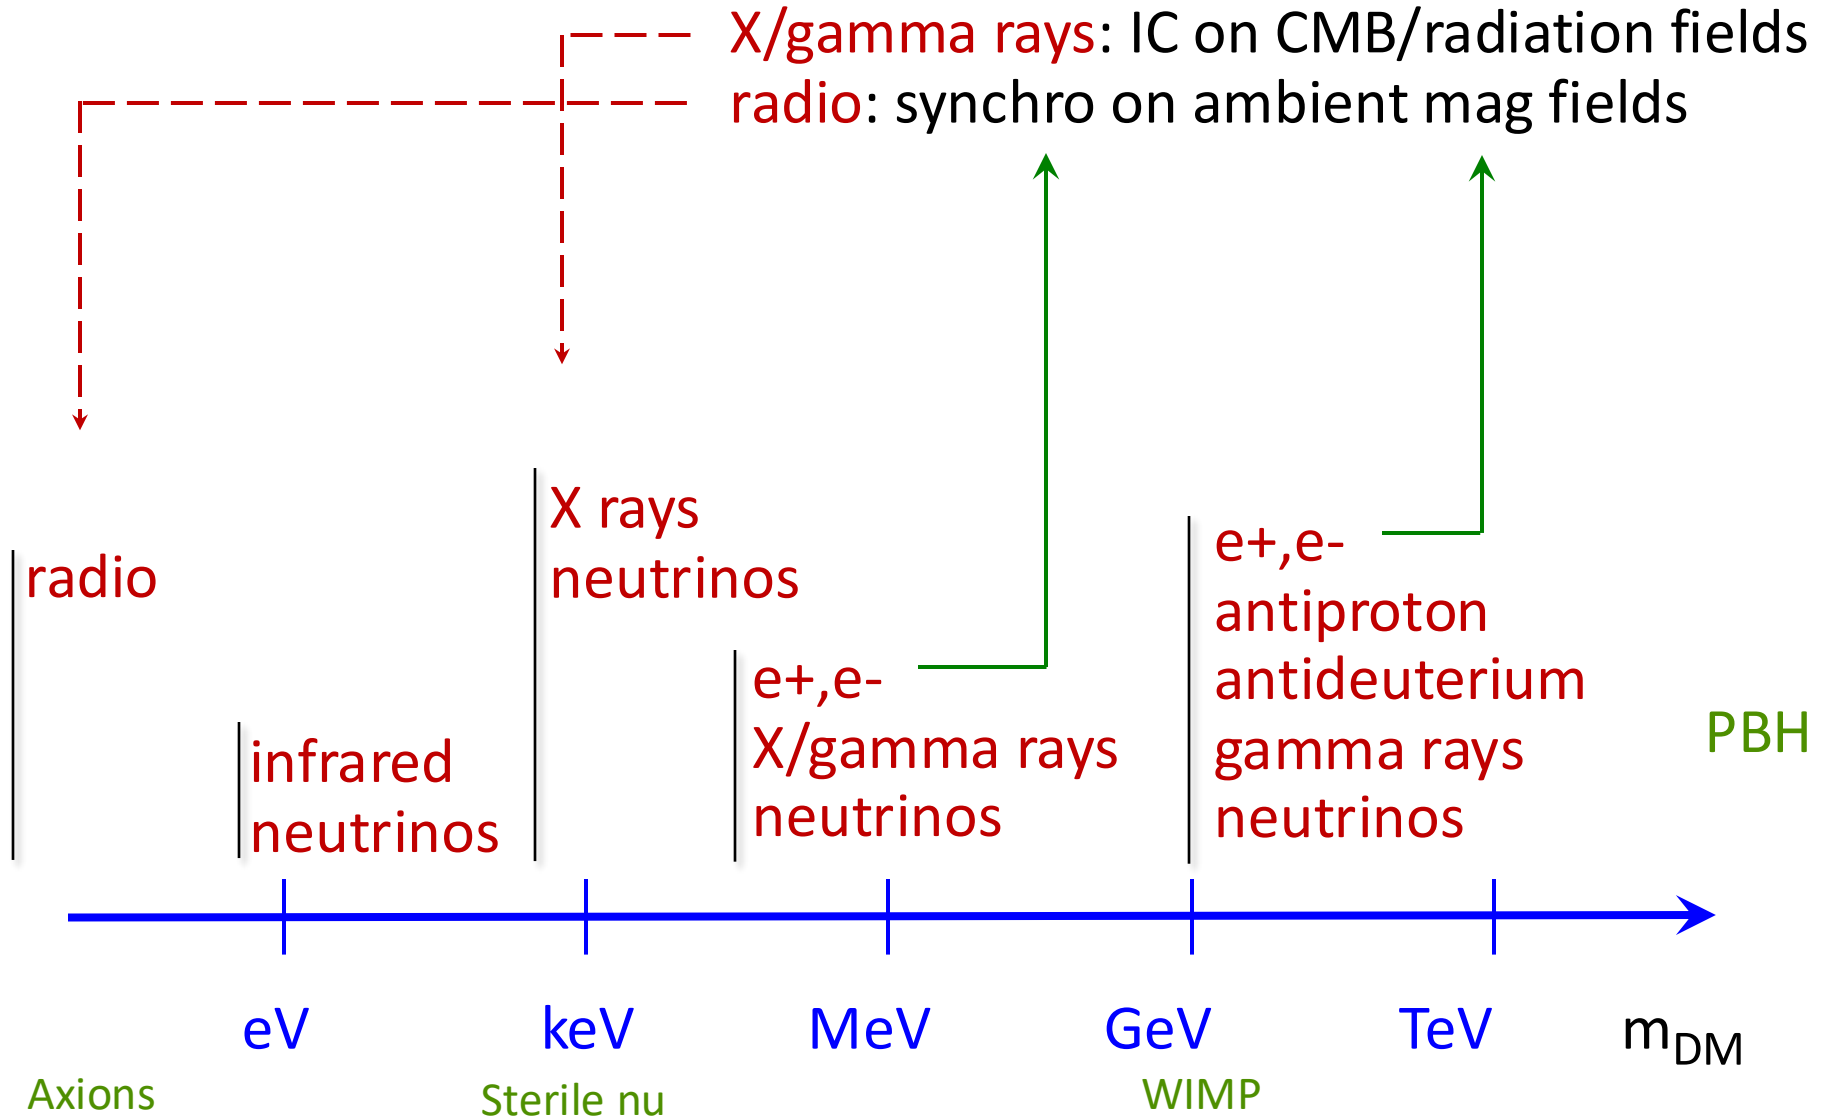 X/gamma rays: IC on CMB/radiation fields
radio: synchro on ambient mag fields
radio
infrared
neutrinos
X rays
neutrinos
e+,e-
X/gamma rays
neutrinos
e+,e-
antiproton
antideuterium
gamma rays
neutrinos
PBH
eV
keV
MeV
GeV
TeV
mDM
Axions
Sterile nu
WIMP